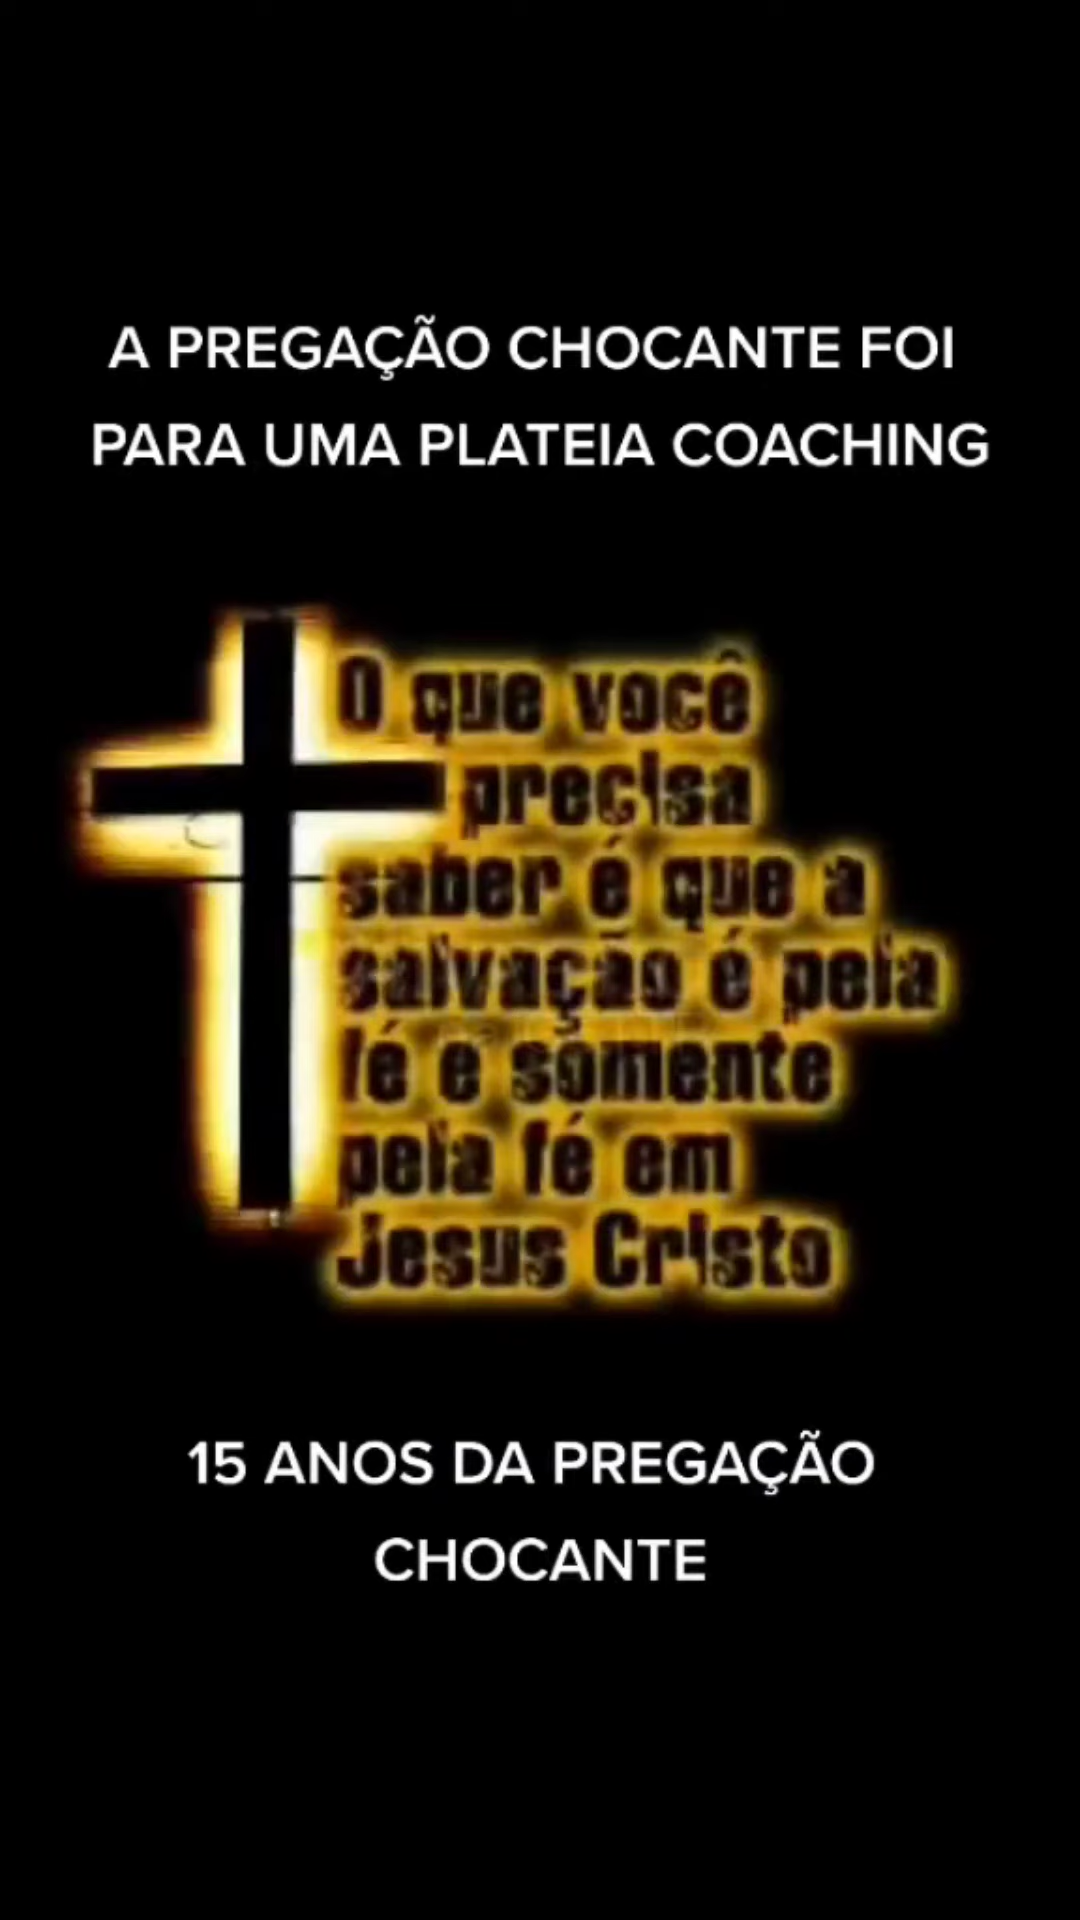 A PREGAÇÃO CHOCANTE FOI
PARA UMA PLATEIA COACHING
O que você
precisa
saber é que a
salvação é pela
fé e somente
pela fé em
Jesus Cristo
15 ANOS DA PREGAÇÃO
CHOCANTE